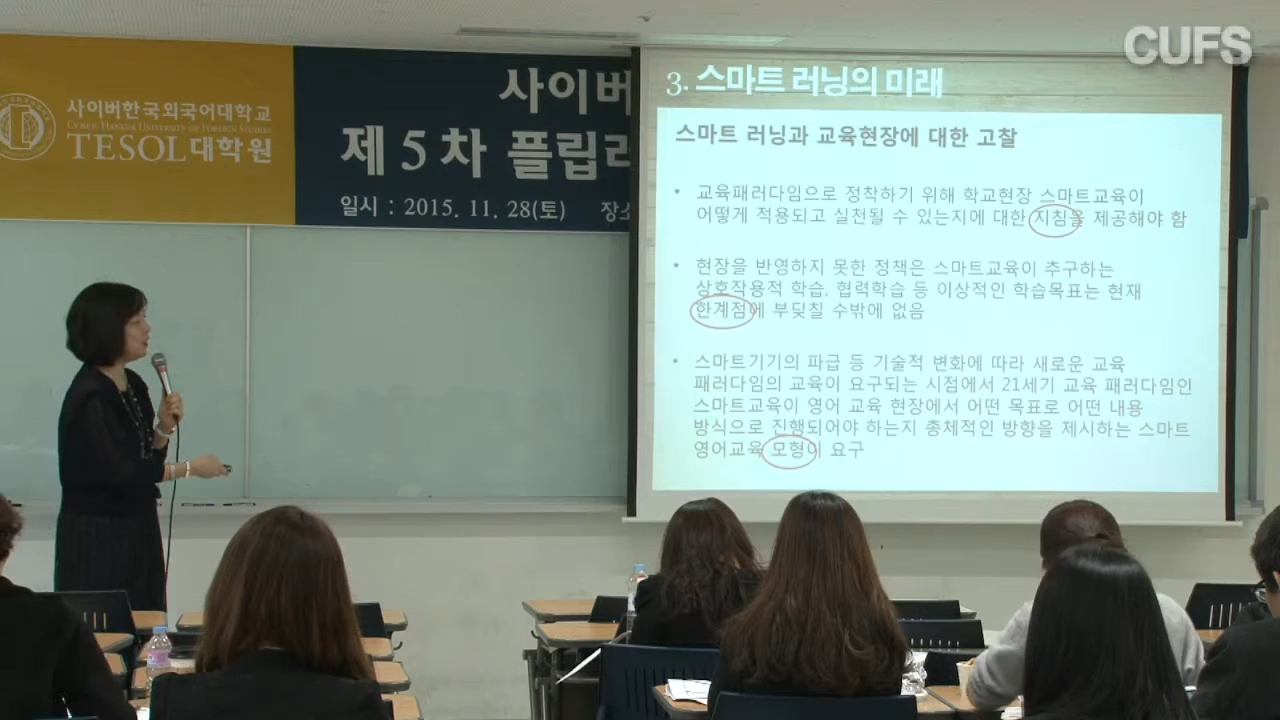 CUFS
사이버한국외국어대학교
CYBER HANKUK UNIVERSITY OF FOREIGN STUDIES
TESOL대학원
사이버
제5차 플립러
일시 : 2015. 11. 28(토) 장소
3. 스마트 러닝의 미래
스마트 러닝과 교육현장에 대한 고찰
• 교육패러다임으로 정착하기 위해 학교현장 스마트교육이
어떻게 적용되고 실천될 수 있는지에 대한 지침을 제공해야 함
• 현장을 반영하지 못한 정책은 스마트교육이 추구하는
상호작용적 학습, 협력학습 등 이상적인 학습목표는 현재
한계점에 부딪칠 수밖에 없음
• 스마트기기의 파급 등 기술적 변화에 따라 새로운 교육
패러다임의 교육이 요구되는 시점에서 21세기 교육 패러다임인
스마트교육이 영어 교육 현장에서 어떤 목표로 어떤 내용
방식으로 진행되어야 하는지 총체적인 방향을 제시하는 스마트
영어교육 모형이 요구